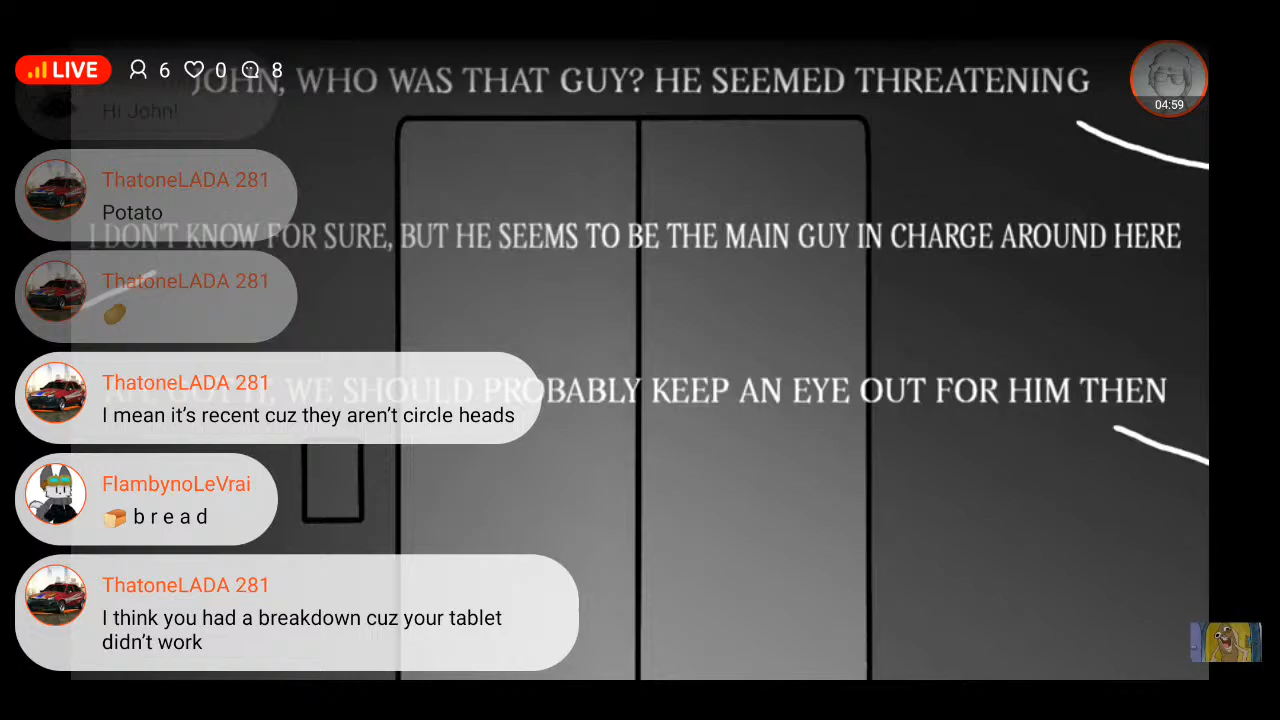 LIVE 6 0 8
JOHN, WHO WAS THAT GUY? HE SEEMED THREATENING
04:59
Hi John!
ThatoneLADA 281
Potato
I DON'T KNOW FOR SURE, BUT HE SEEMS TO BE THE MAIN GUY IN CHARGE AROUND HERE
ThatoneLADA 281
🥔
ThatoneLADA 281
I mean it’s recent cuz they aren’t circle heads
WE SHOULD PROBABLY KEEP AN EYE OUT FOR HIM THEN
FlambynoLeVrai
🍞 b r e a d
ThatoneLADA 281
I think you had a breakdown cuz your tablet
didn’t work